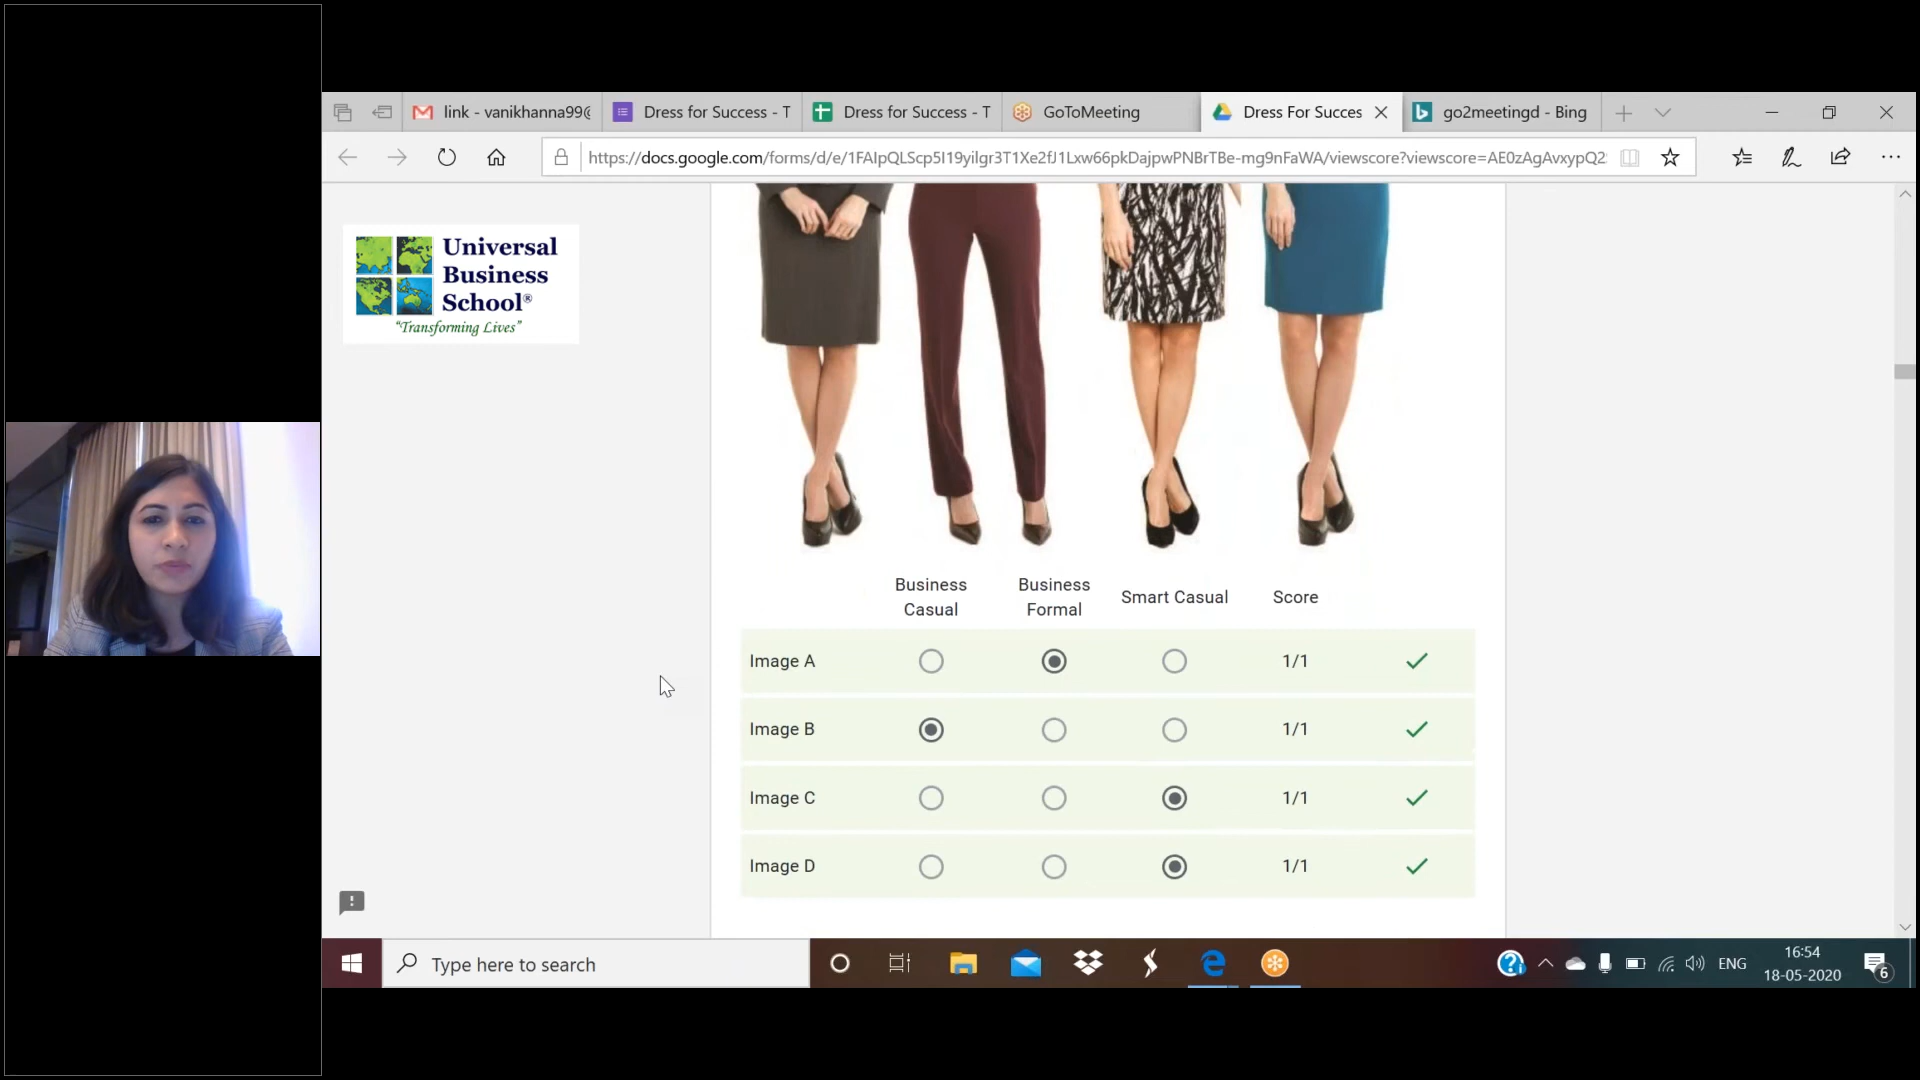 link - vanikhanna99@
Dress for Success - T
Dress for Success - T
GoToMeeting
Dress For Succes
go2meetingd - Bing
https://docs.google.com/forms/d/e/1FAIpQLScp5I19yiIgr3T1Xe2fJ1Lxw66pkDajpwPNBrTBe-mg9nFaWA/viewscore?viewscore=AE0zAgAvxypQ2
Universal
Business
School®
"Transforming Lives"
Business Casual
Business Formal
Smart Casual
Score
Image A 1/1
Image B 1/1
Image C 1/1
Image D 1/1
Type here to search
ENG
16:54
18-05-2020
6